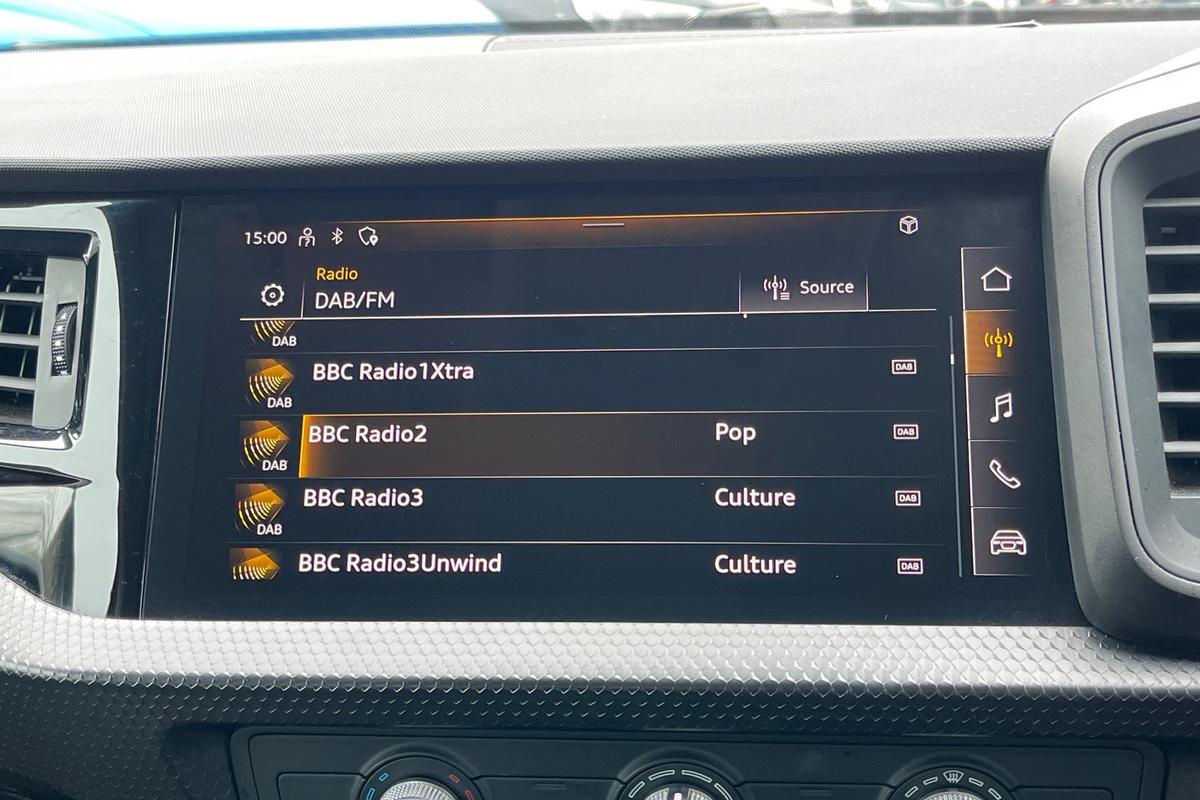 15:00
Radio
DAB/FM
Source
DAB
BBC Radio1Xtra DAB
DAB
BBC Radio2 Pop DAB
DAB
BBC Radio3 Culture DAB
DAB
BBC Radio3Unwind Culture DAB